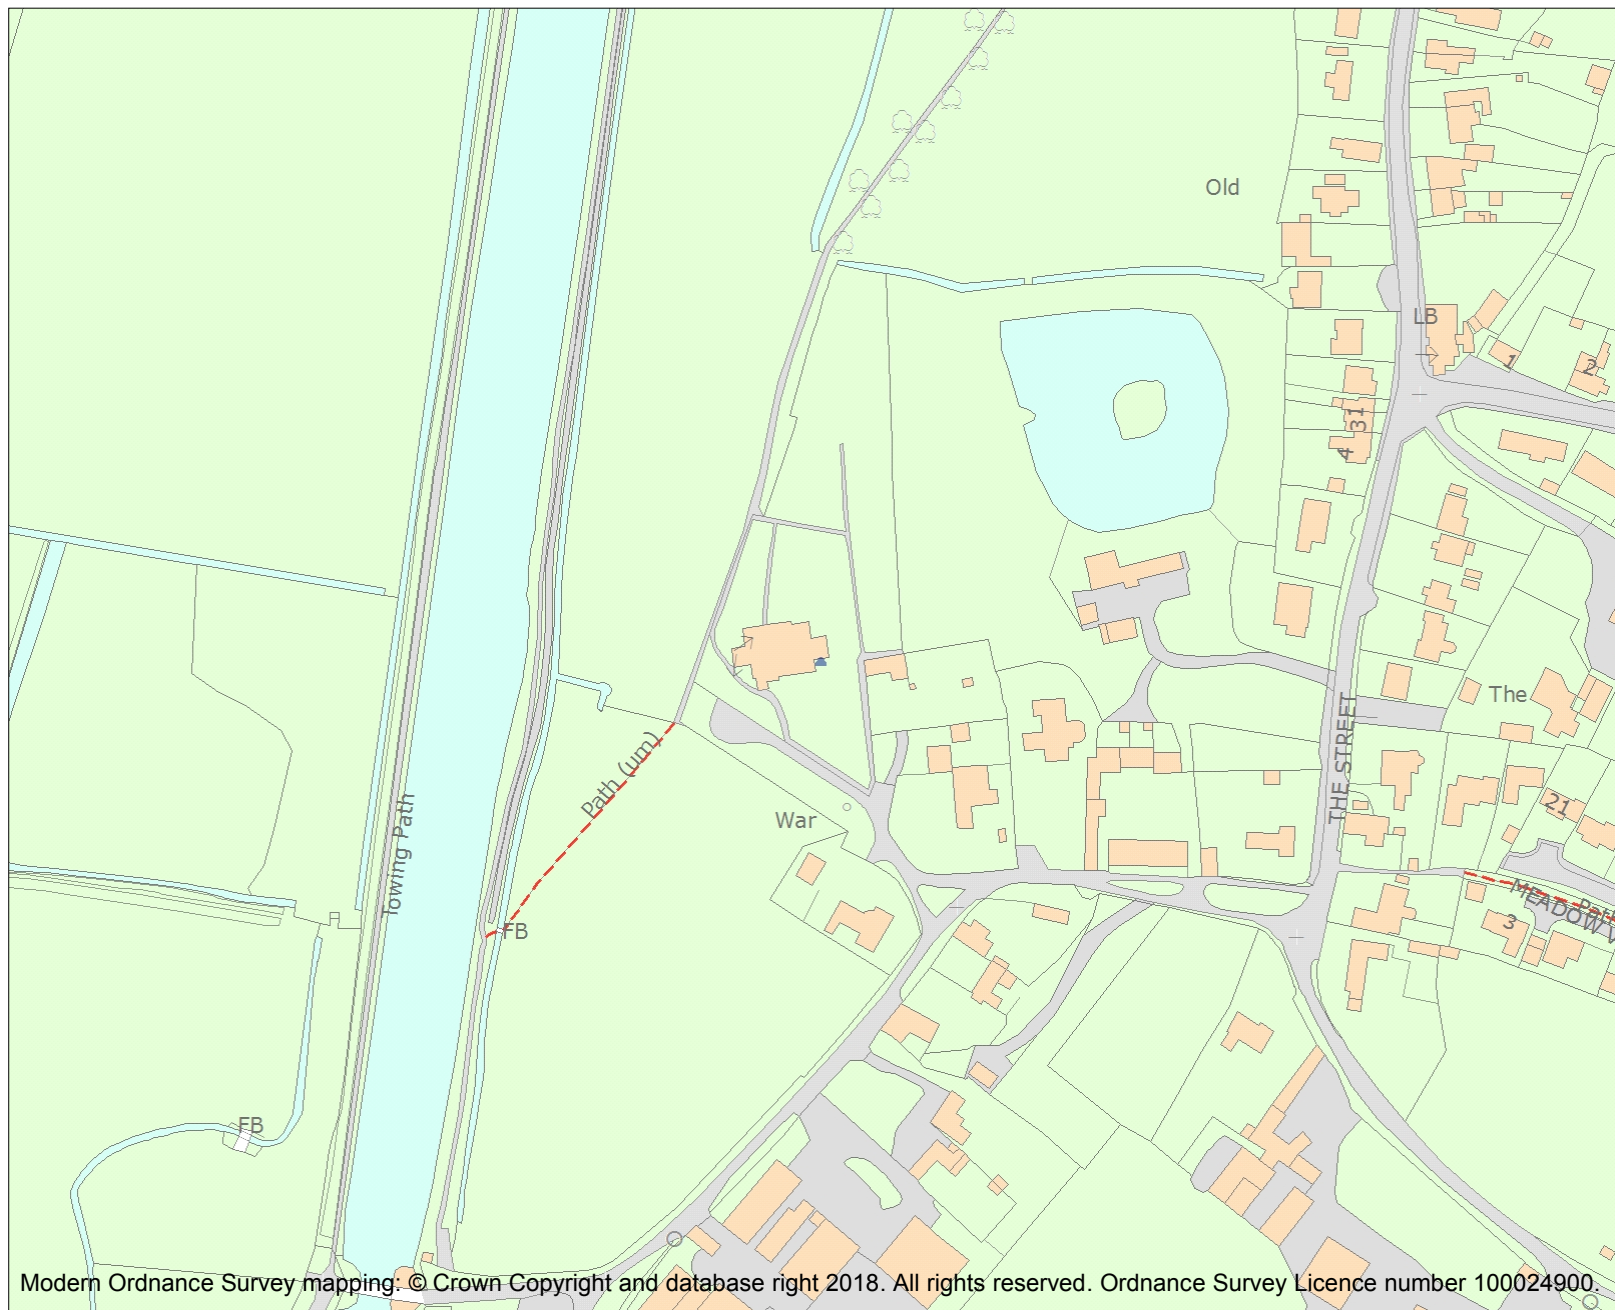 Old
LB
1
2
31
4
The
THE STREET
Path (um)
Towing Path
War
21
MEADOW
Path
3
FB
FB
Modern Ordnance Survey mapping: © Crown Copyright and database right 2018. All rights reserved. Ordnance Survey Licence number 100024900.